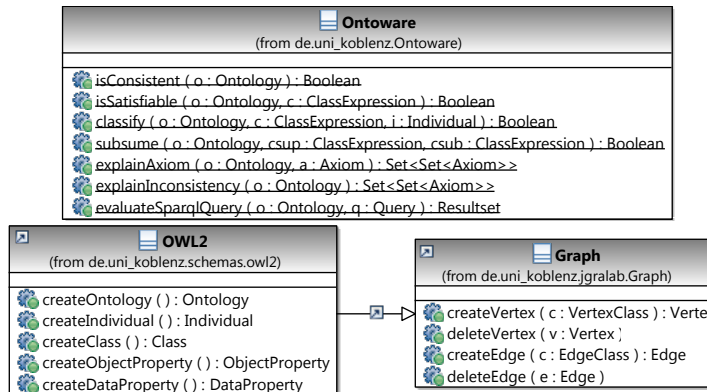 Ontoware
(from de.uni_koblenz.Ontoware)
isConsistent ( o : Ontology ) : Boolean
isSatisfiable ( o : Ontology, c : ClassExpression ) : Boolean
classify ( o : Ontology, c : ClassExpression, i : Individual ) : Boolean
subsume ( o : Ontology, csup : ClassExpression, csub : ClassExpression ) : Boolean
explainAxiom ( o : Ontology, a : Axiom ) : Set<Set<Axiom>>
explainInconsistency ( o : Ontology ) : Set<Set<Axiom>>
evaluateSparqlQuery ( o : Ontology, q : Query ) : Resultset
OWL2
(from de.uni_koblenz.schemas.owl2)
createOntology ( ) : Ontology
createIndividual ( ) : Individual
createClass ( ) : Class
createObjectProperty ( ) : ObjectProperty
createDataProperty ( ) : DataProperty
Graph
(from de.uni_koblenz.jgralab.Graph)
createVertex ( c : VertexClass ) : Verte
deleteVertex ( v : Vertex )
createEdge ( c : EdgeClass ) : Edge
deleteEdge ( e : Edge )